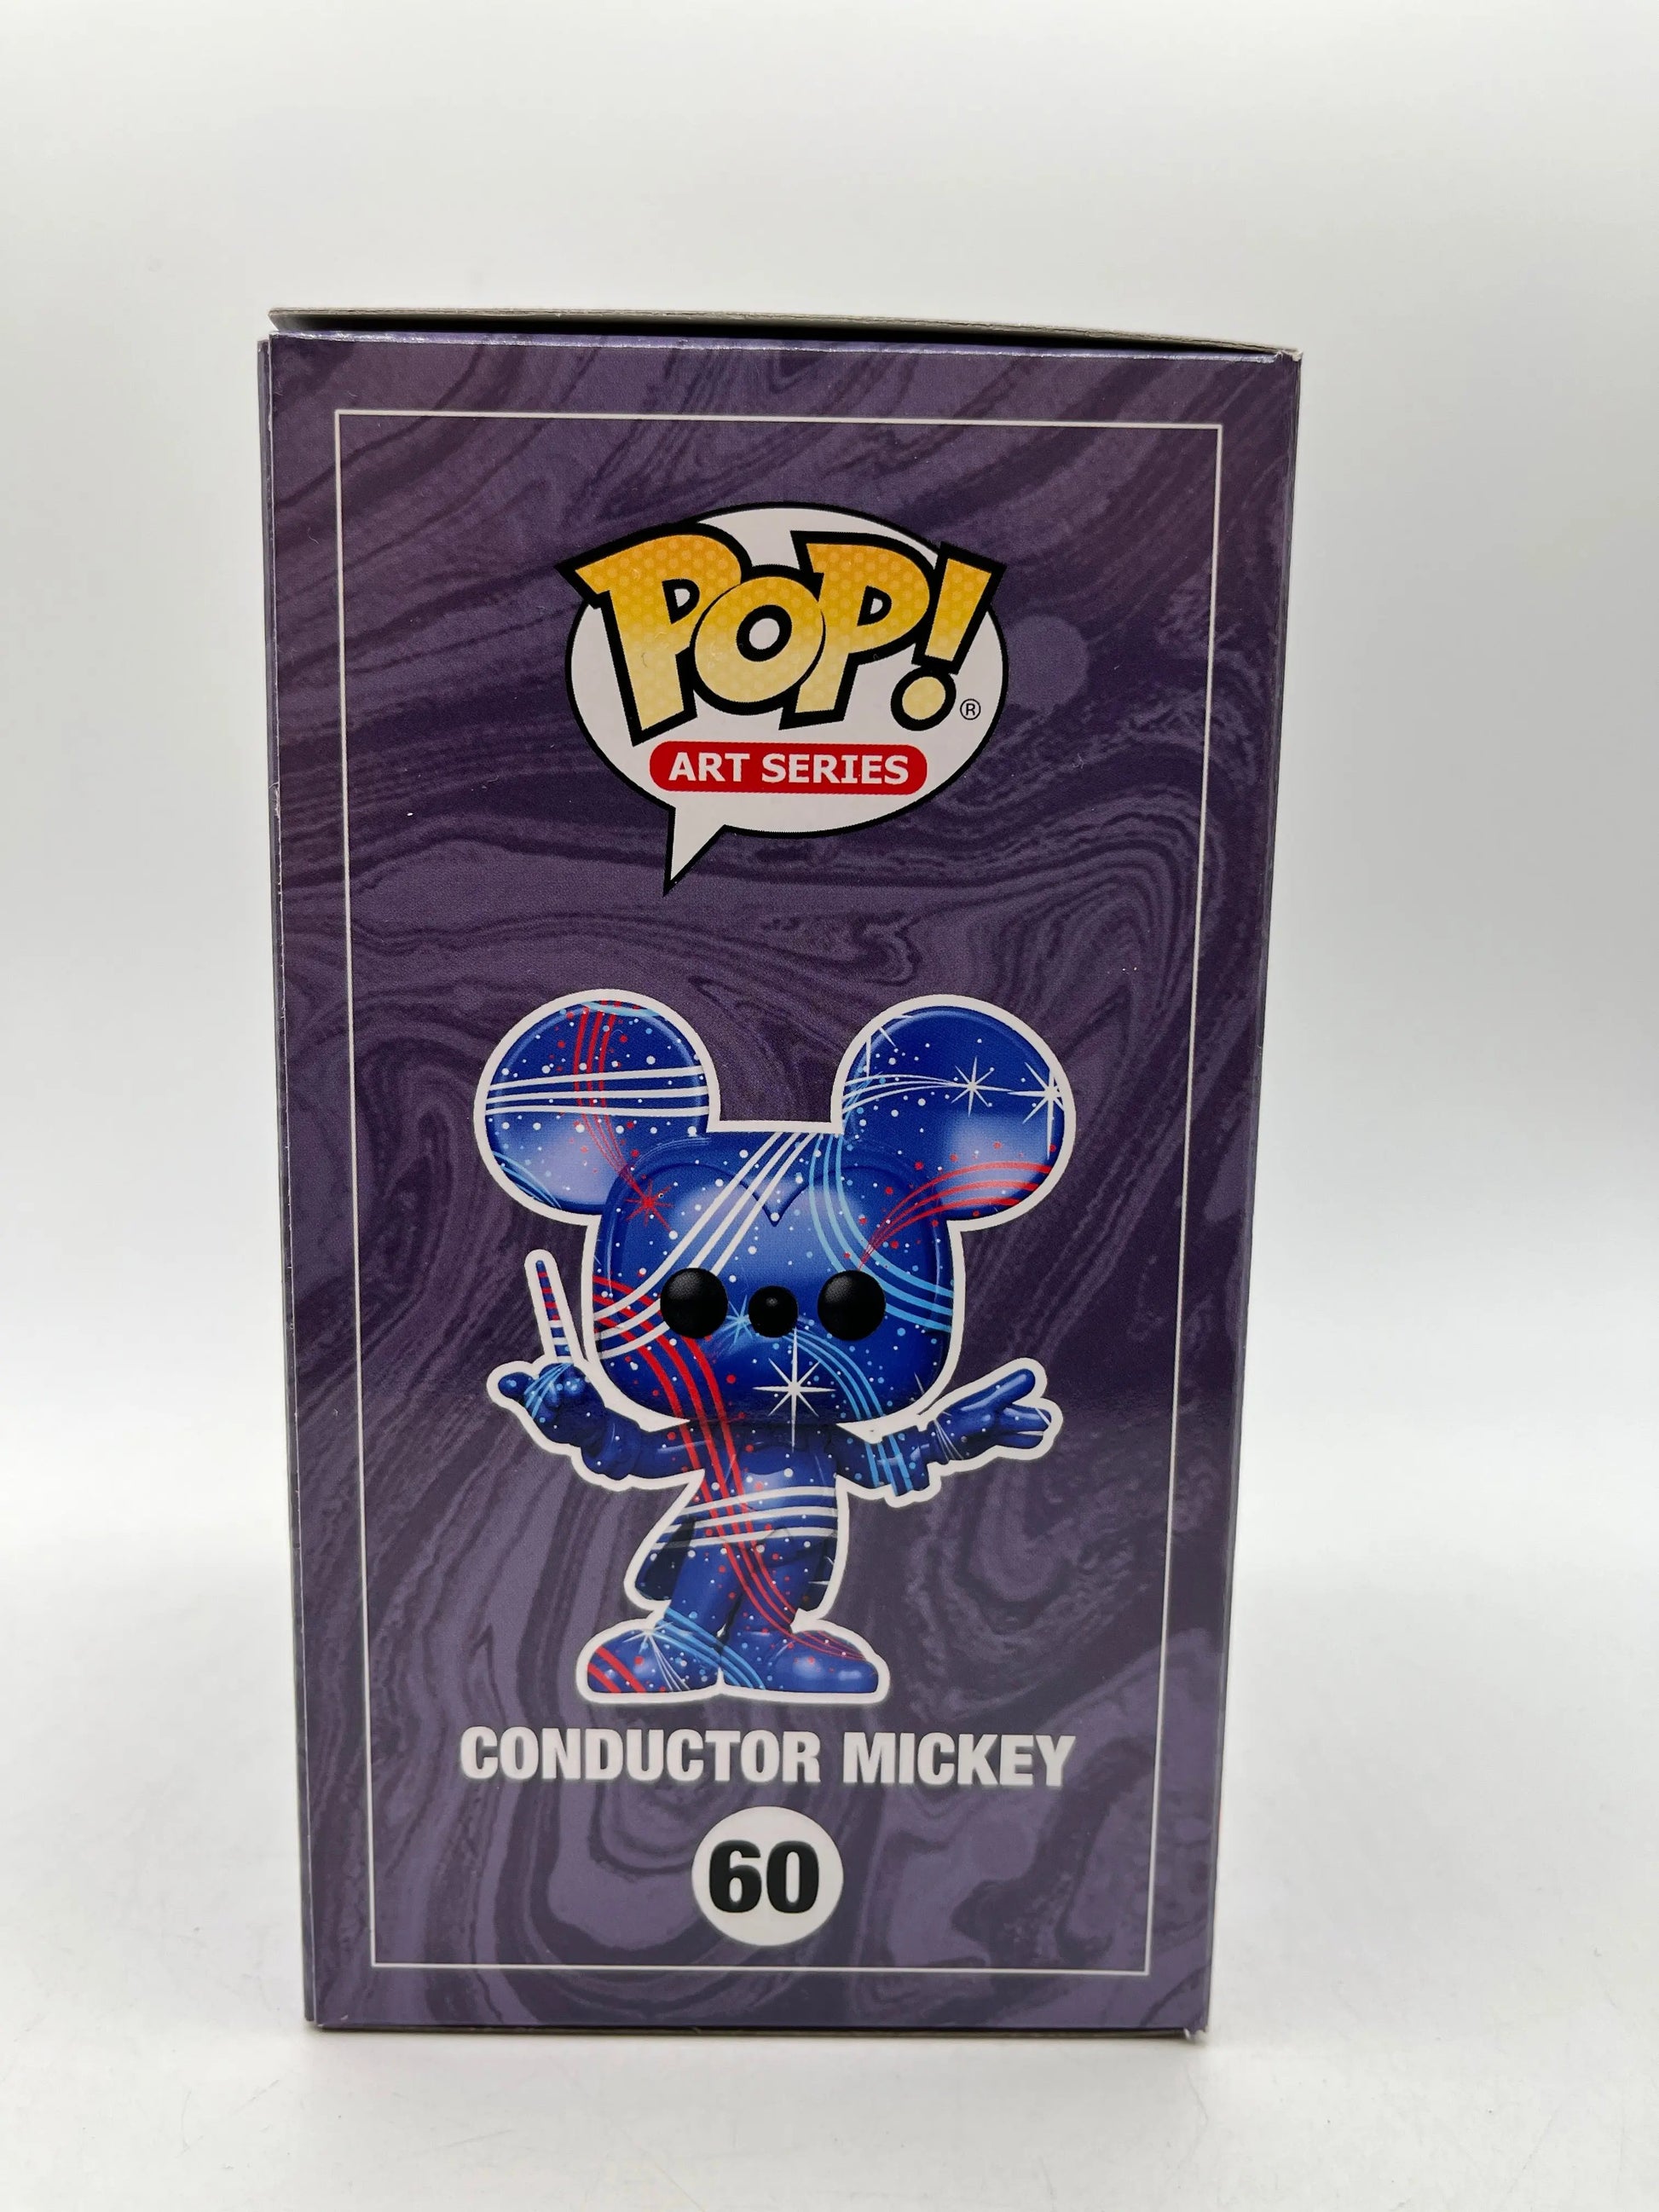 POP!
®
ART SERIES
CONDUCTOR MICKEY
60